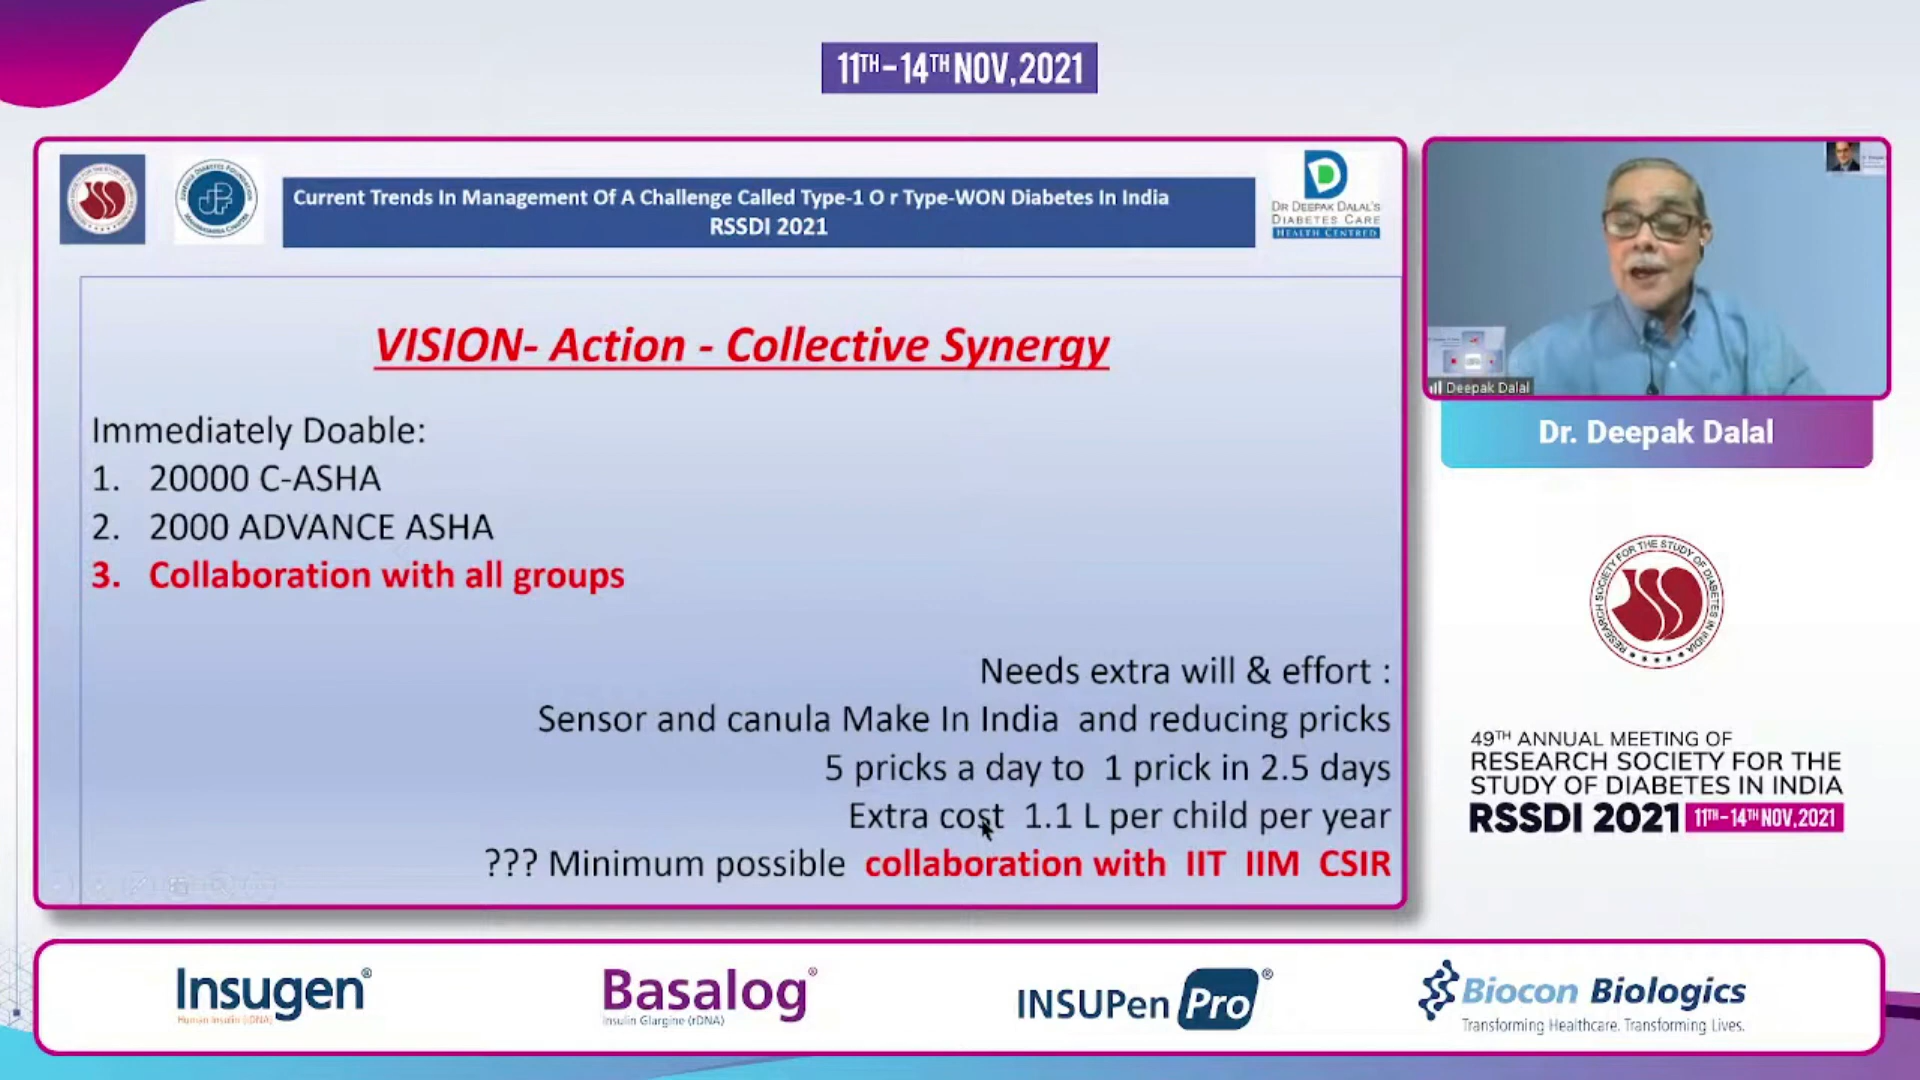 11TH-14TH NOV,2021
Current Trends In Management Of A Challenge Called Type-1 O r Type-WON Diabetes In India
RSSDI 2021
DR DEEPAK DALAL'S
DIABETES CARE
HEALTH CENTRED
VISION- Action - Collective Synergy
Immediately Doable:
1. 20000 C-ASHA
2. 2000 ADVANCE ASHA
3. Collaboration with all groups
Needs extra will & effort :
Sensor and canula Make In India and reducing pricks
5 pricks a day to 1 prick in 2.5 days
Extra cost 1.1 L per child per year
??? Minimum possible collaboration with IIT IIM CSIR
Deepak Dalal
Dr. Deepak Dalal
RESEARCH SOCIETY FOR THE STUDY OF DIABETES IN INDIA
49TH ANNUAL MEETING OF
RESEARCH SOCIETY FOR THE
STUDY OF DIABETES IN INDIA
RSSDI 2021 11TH-14TH NOV,2021
Insugen®
Human Insulin (rDNA)
Basalog®
Insulin Glargine (rDNA)
INSUPen Pro®
Biocon Biologics
Transforming Healthcare. Transforming Lives.